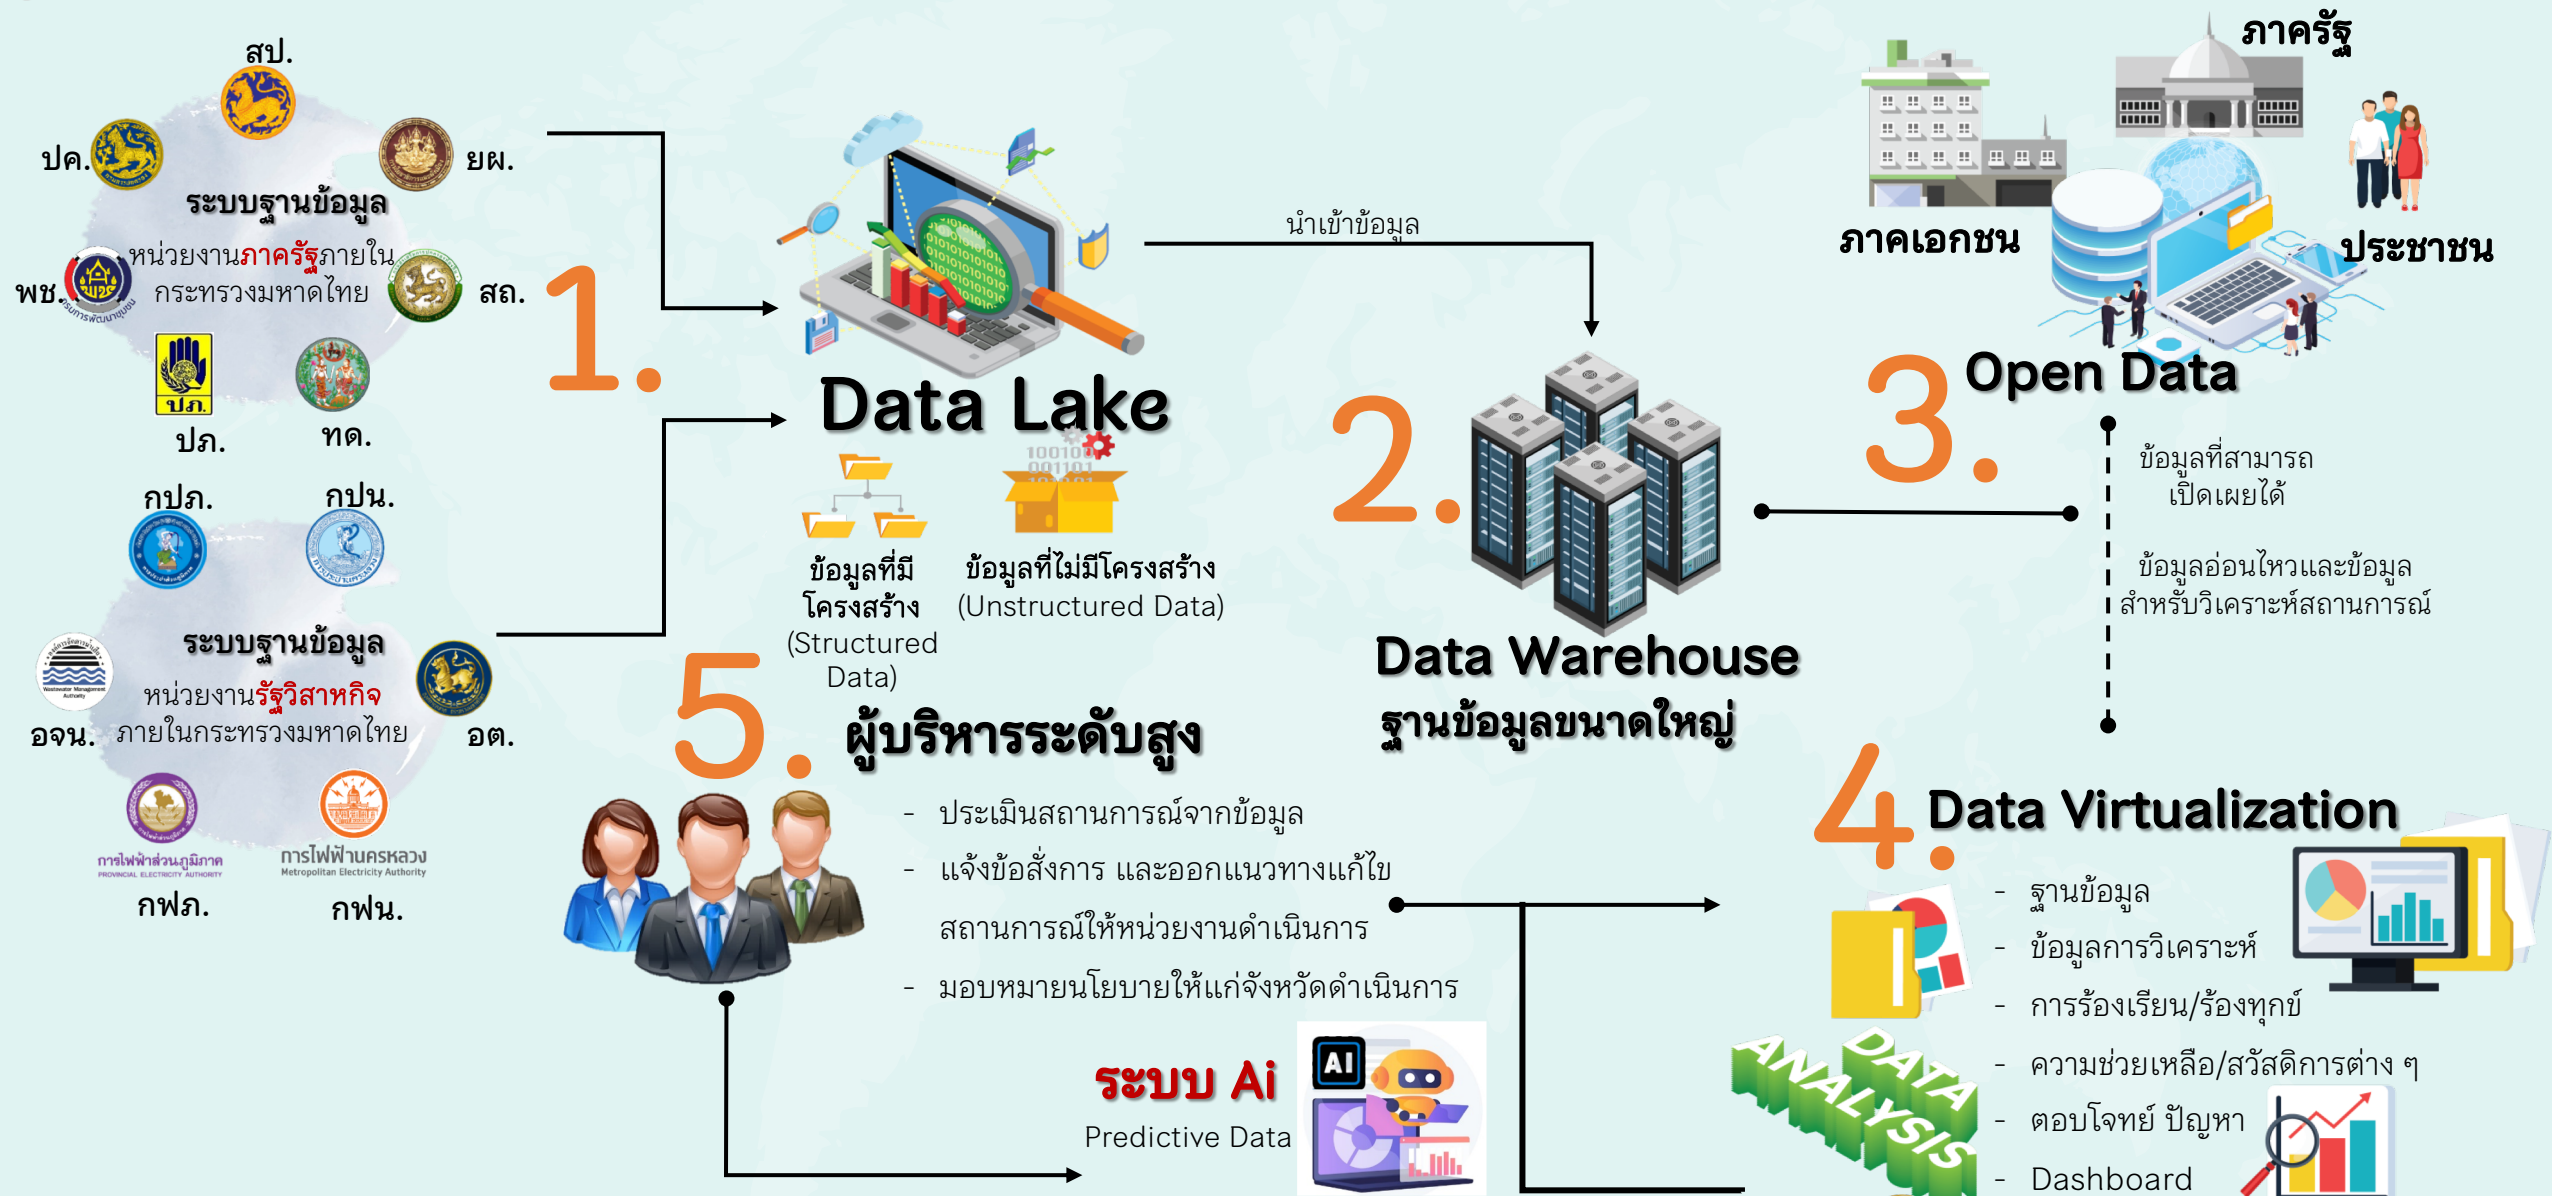 สป.
ปค.
ยผ.
ระบบฐานข้อมูล
หน่วยงานภาครัฐภายใน
กระทรวงมหาดไทย
พช.
พช
กรมการพัฒนาชุมชน
สถ.
ปภ.
ปภ.
ทด.
1.
กปภ.
กปน.
ระบบฐานข้อมูล
หน่วยงานรัฐวิสาหกิจ
ภายในกระทรวงมหาดไทย
Wastewater Management
Authority
อจน.
อต.
การไฟฟ้าส่วนภูมิภาค
PROVINCIAL ELECTRICITY AUTHORITY
กฟภ.
การไฟฟ้านครหลวง
Metropolitan Electricity Authority
กฟน.
Data Lake
ข้อมูลที่มี
โครงสร้าง
(Structured
Data)
100100
001101
ข้อมูลที่ไม่มีโครงสร้าง
(Unstructured Data)
นำเข้าข้อมูล
2.
Data Warehouse
ฐานข้อมูลขนาดใหญ่
ภาครัฐ
ภาคเอกชน
ประชาชน
3.
Open Data
ข้อมูลที่สามารถ
เปิดเผยได้
ข้อมูลอ่อนไหวและข้อมูล
สำหรับวิเคราะห์สถานการณ์
4.
Data Virtualization
- ฐานข้อมูล
- ข้อมูลการวิเคราะห์
- การร้องเรียน/ร้องทุกข์
- ความช่วยเหลือ/สวัสดิการต่าง ๆ
- ตอบโจทย์ ปัญหา
- Dashboard
DATA
ANALYSIS
5.
ผู้บริหารระดับสูง
- ประเมินสถานการณ์จากข้อมูล
- แจ้งข้อสั่งการ และออกแนวทางแก้ไข
สถานการณ์ให้หน่วยงานดำเนินการ
- มอบหมายนโยบายให้แก่จังหวัดดำเนินการ
ระบบ Ai
Predictive Data
AI